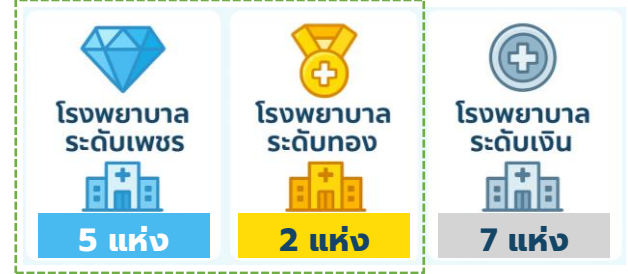 โรงพยาบาล
ระดับเพชร
5 แห่ง
โรงพยาบาล
ระดับทอง
2 แห่ง
โรงพยาบาล
ระดับเงิน
7 แห่ง